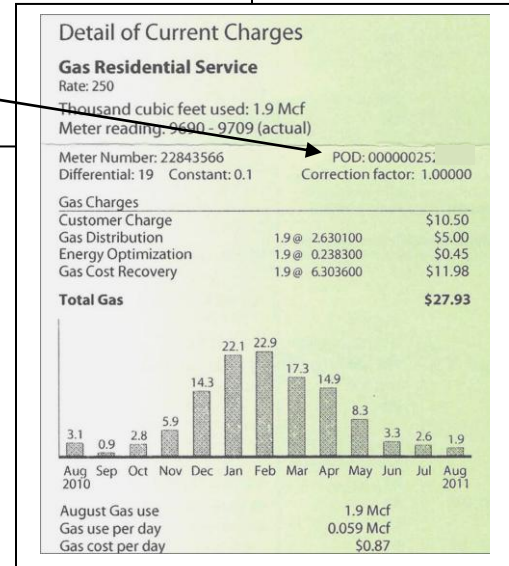 Detail of Current Charges
Gas Residential Service
Rate: 250
Thousand cubic feet used: 1.9 Mcf
Meter reading: 9690 - 9709 (actual)
Meter Number: 22843566 POD: 000000252
Differential: 19 Constant: 0.1 Correction factor: 1.00000
Gas Charges
Customer Charge $10.50
Gas Distribution 1.9 @ 2.630100 $5.00
Energy Optimization 1.9 @ 0.238300 $0.45
Gas Cost Recovery 1.9 @ 6.303600 $11.98
Total Gas $27.93
3.1 0.9 2.8 5.9 14.3 22.1 22.9 17.3 14.9 8.3 3.3 2.6 1.9
Aug Sep Oct Nov Dec Jan Feb Mar Apr May Jun Jul Aug
2010 2011
August Gas use 1.9 Mcf
Gas use per day 0.059 Mcf
Gas cost per day $0.87